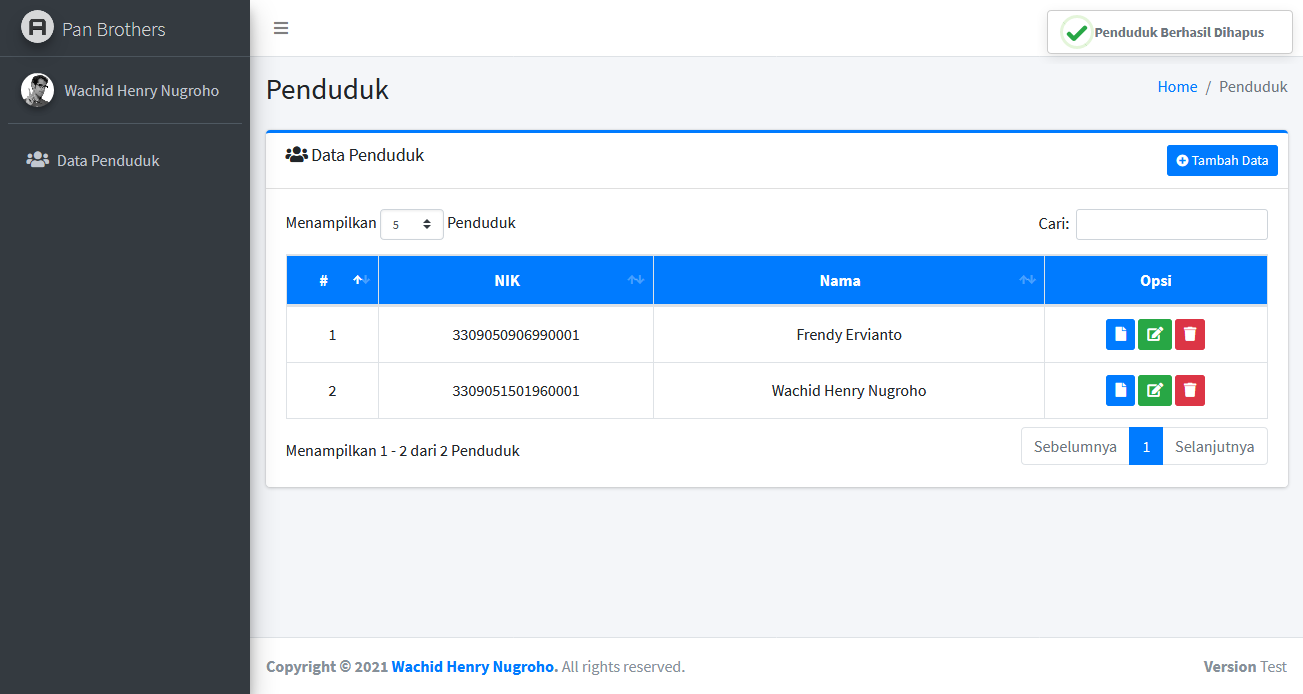 Pan Brothers
Penduduk Berhasil Dihapus
Wachid Henry Nugroho
Data Penduduk
Penduduk
Home / Penduduk
Data Penduduk
Tambah Data
Menampilkan 5 Penduduk
Cari:
# NIK Nama Opsi
1 3309050906990001 Frendy Ervianto
2 3309051501960001 Wachid Henry Nugroho
Menampilkan 1 - 2 dari 2 Penduduk
Sebelumnya 1 Selanjutnya
Copyright © 2021 Wachid Henry Nugroho. All rights reserved.
Version Test